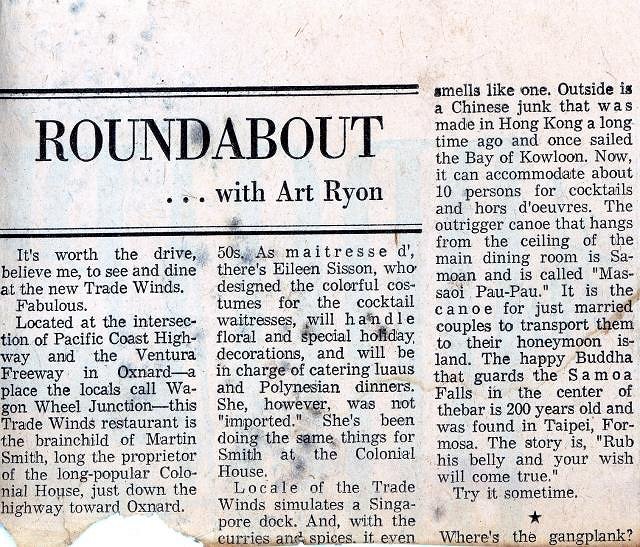 ROUNDABOUT
... with Art Ryon
It's worth the drive,
believe me, to see and dine
at the new Trade Winds.
Fabulous.
Located at the intersec-
tion of Pacific Coast High-
way and the Ventura
Freeway in Oxnard—a
place the locals call Wa-
gon Wheel Junction—this
Trade Winds restaurant is
the brainchild of Martin
Smith, long the proprietor
of the long-popular Colo-
nial House, just down the
highway toward Oxnard.
50s. As maitresse d',
there's Eileen Sisson, who
designed the colorful cos-
tumes for the cocktail
waitresses, will handle
floral and special holiday
decorations, and will be
in charge of catering luaus
and Polynesian dinners.
She, however, was not
"imported." She's been
doing the same things for
Smith at the Colonial
House.
Locale of the Trade
Winds simulates a Singa-
pore dock. And, with the
curries and spices, it even
smells like one. Outside is
a Chinese junk that was
made in Hong Kong a long
time ago and once sailed
the Bay of Kowloon. Now,
it can accommodate about
10 persons for cocktails
and hors d'oeuvres. The
outrigger canoe that hangs
from the ceiling of the
main dining room is Sa-
moan and is called "Mas-
saoi Pau-Pau." It is the
canoe for just married
couples to transport them
to their honeymoon is-
land. The happy Buddha
that guards the Samoa
Falls in the center of
thebar is 200 years old and
was found in Taipei, For-
mosa. The story is, "Rub
his belly and your wish
will come true."
Try it sometime.
★
Where's the gangplank?